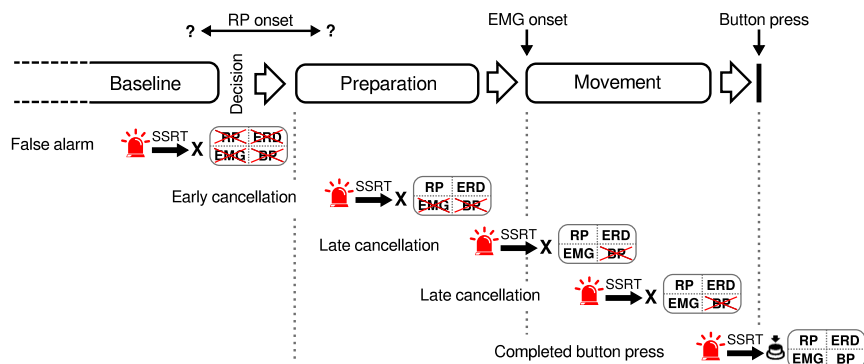 ? RP onset ?
EMG onset
Button press
Baseline
Decision
Preparation
Movement
False alarm
SSRT
X
RP ERD
EMG BP
Early cancellation
SSRT
X
RP ERD
EMG BP
Late cancellation
SSRT
X
RP ERD
EMG BP
Late cancellation
SSRT
X
RP ERD
EMG BP
Completed button press
SSRT
RP ERD
EMG BP